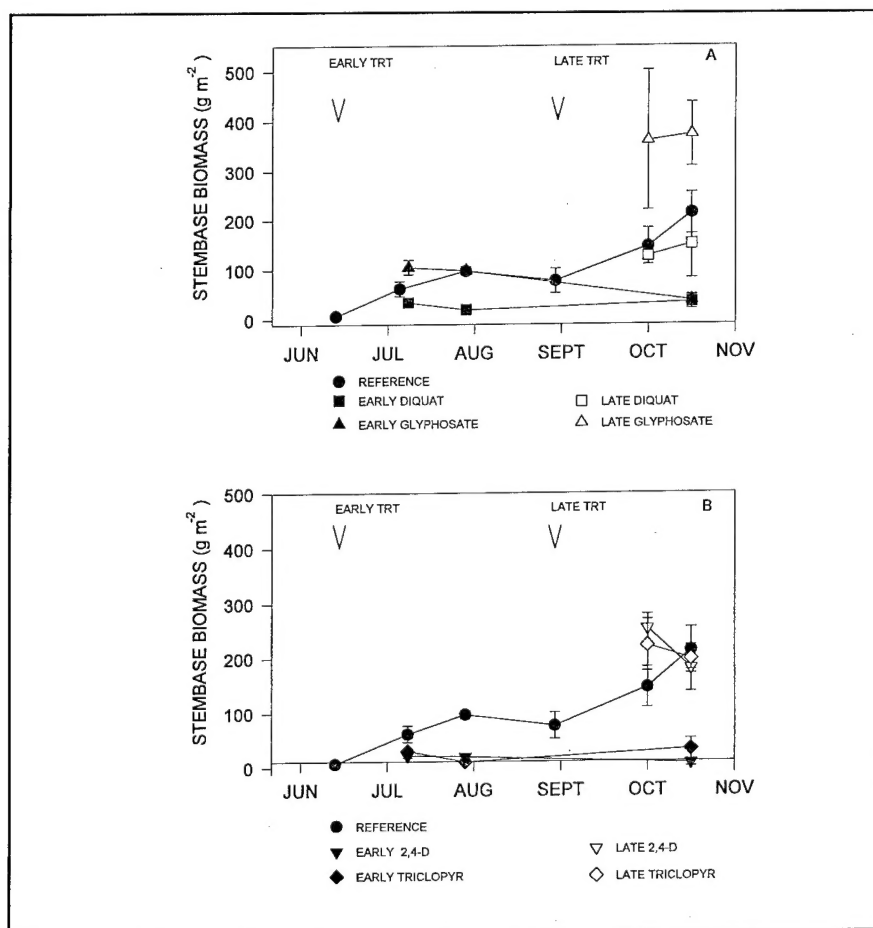 A
EARLY TRT
LATE TRT
STEMBASE BIOMASS (g m-2)
500
400
300
200
100
0
JUN JUL AUG SEPT OCT NOV
REFERENCE
EARLY DIQUAT LATE DIQUAT
EARLY GLYPHOSATE LATE GLYPHOSATE
B
EARLY TRT
LATE TRT
STEMBASE BIOMASS (g m-2)
500
400
300
200
100
0
JUN JUL AUG SEPT OCT NOV
REFERENCE
EARLY 2,4-D LATE 2,4-D
EARLY TRICLOPYR LATE TRICLOPYR